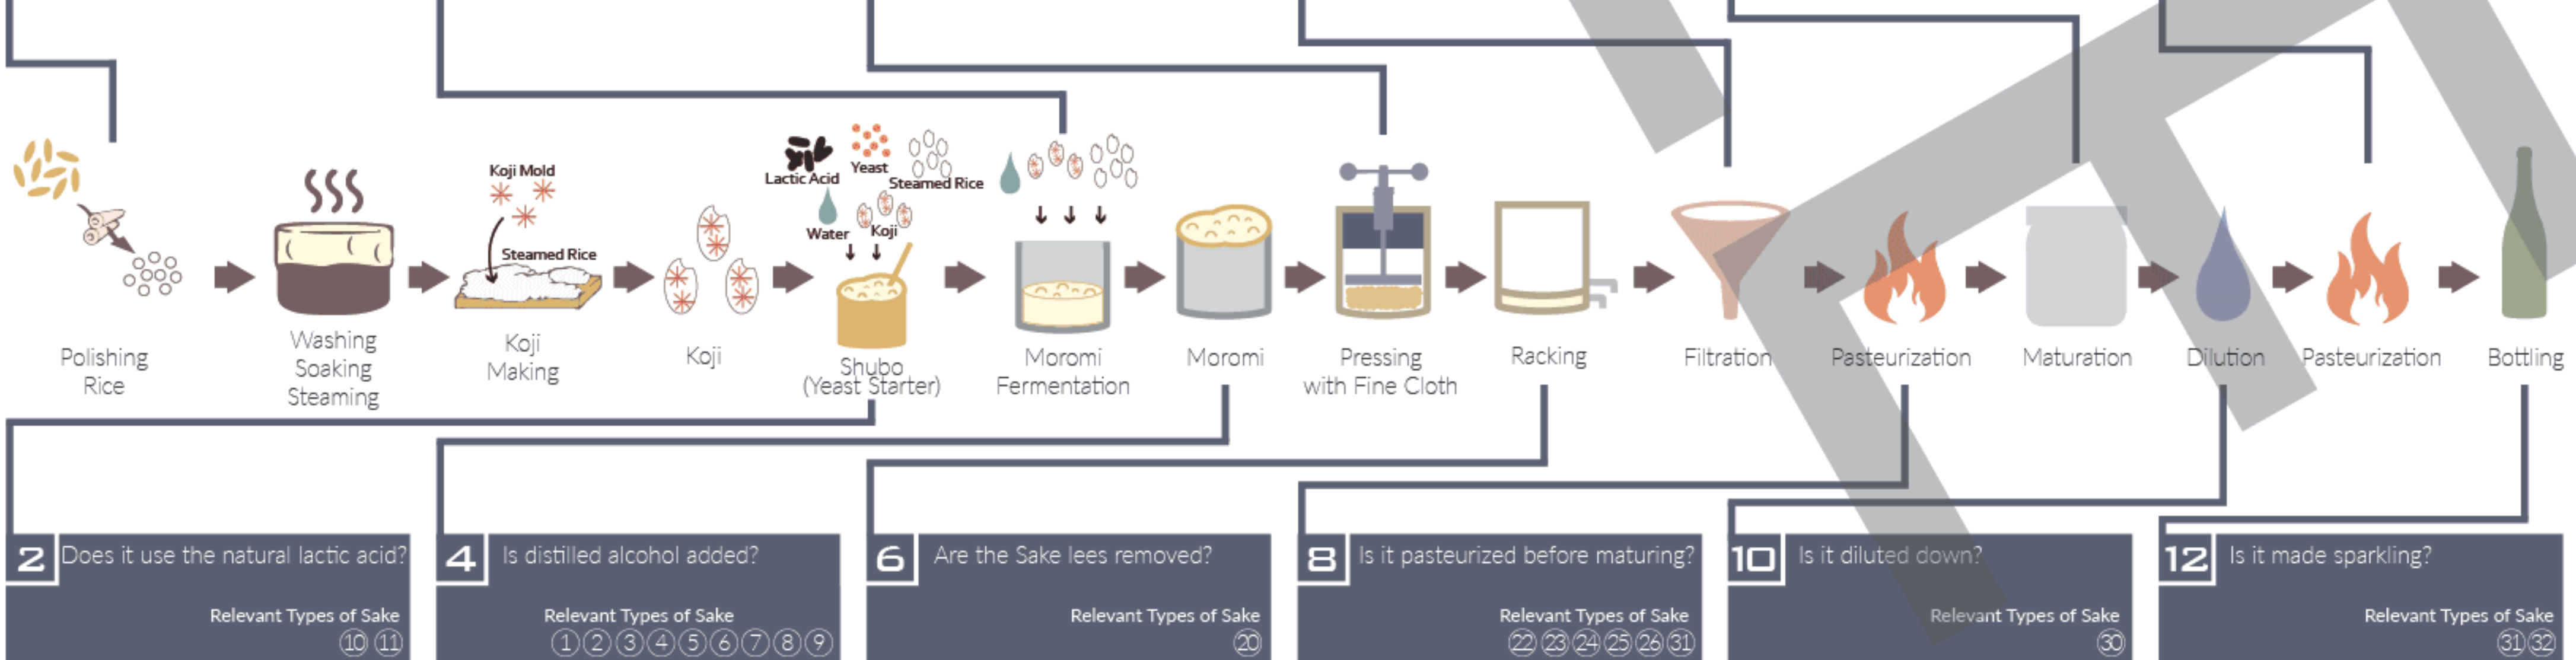 Koji Mold
Steamed Rice
Lactic Acid
Yeast
Steamed Rice
Water
Koji
Polishing
Rice
Washing
Soaking
Steaming
Koji
Making
Koji
Shubo
(Yeast Starter)
Moromi
Fermentation
Moromi
Pressing
with Fine Cloth
Racking
Filtration
Pasteurization
Maturation
Dilution
Pasteurization
Bottling
2 Does it use the natural lactic acid?
Relevant Types of Sake
10 11
4 Is distilled alcohol added?
Relevant Types of Sake
1 2 3 4 5 6 7 8 9
6 Are the Sake lees removed?
Relevant Types of Sake
20
8 Is it pasteurized before maturing?
Relevant Types of Sake
22 23 24 25 26 31
10 Is it diluted down?
Relevant Types of Sake
30
12 Is it made sparkling?
Relevant Types of Sake
31 32